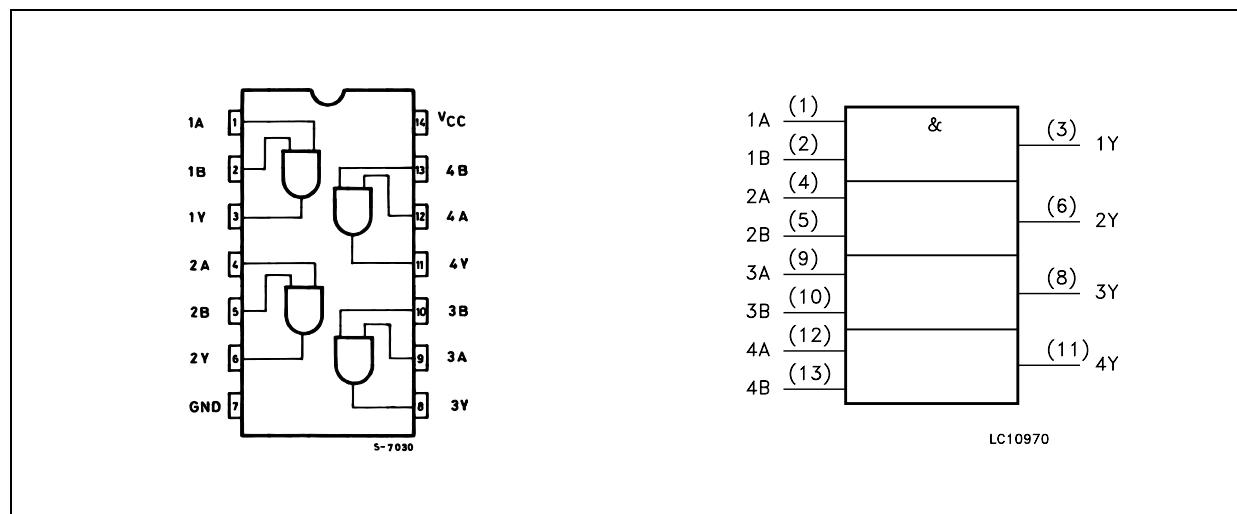 1A 1 14 VCC
1B 2 13 4B
1Y 3 12 4A
2A 4 11 4Y
2B 5 10 3B
2Y 6 9 3A
GND 7 8 3Y
S-7030
&
1A (1)
1B (2)
(3) 1Y
2A (4)
2B (5)
(6) 2Y
3A (9)
3B (10)
(8) 3Y
4A (12)
4B (13)
(11) 4Y
LC10970